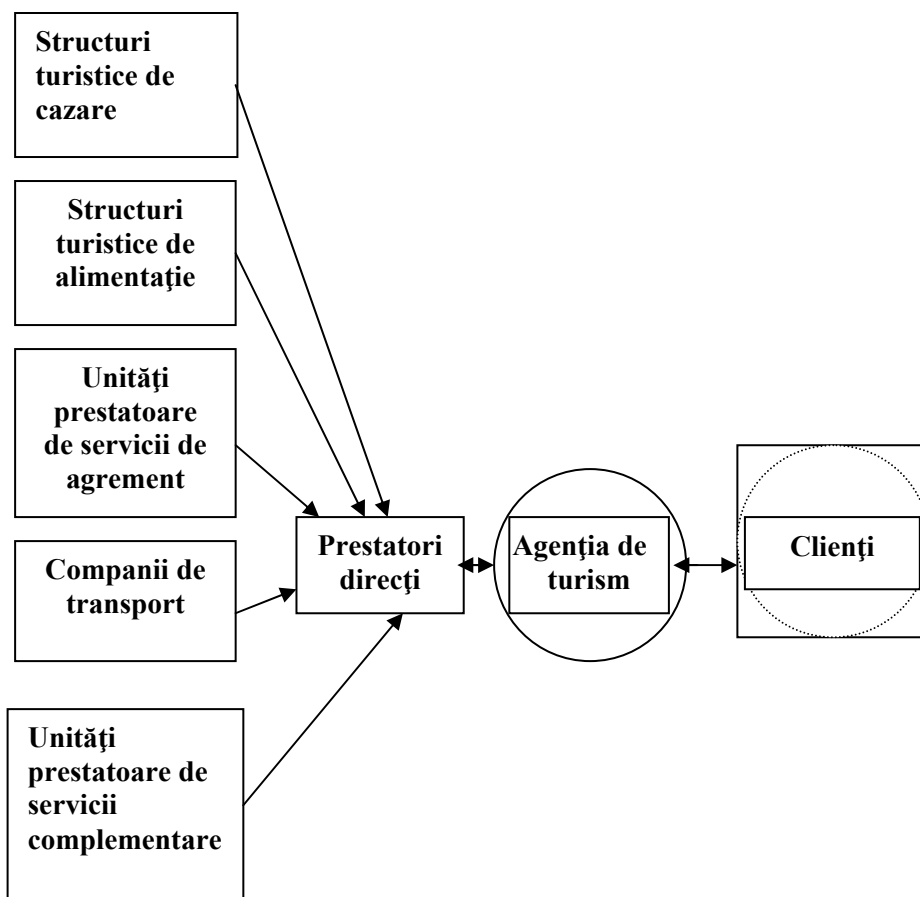 Structuri
turistice de
cazare
Structuri
turistice de
alimentaţie
Unităţi
prestatoare
de servicii de
agrement
Companii de
transport
Unităţi
prestatoare de
servicii
complementare
Prestatori
direcţi
Agenţia de
turism
Clienţi